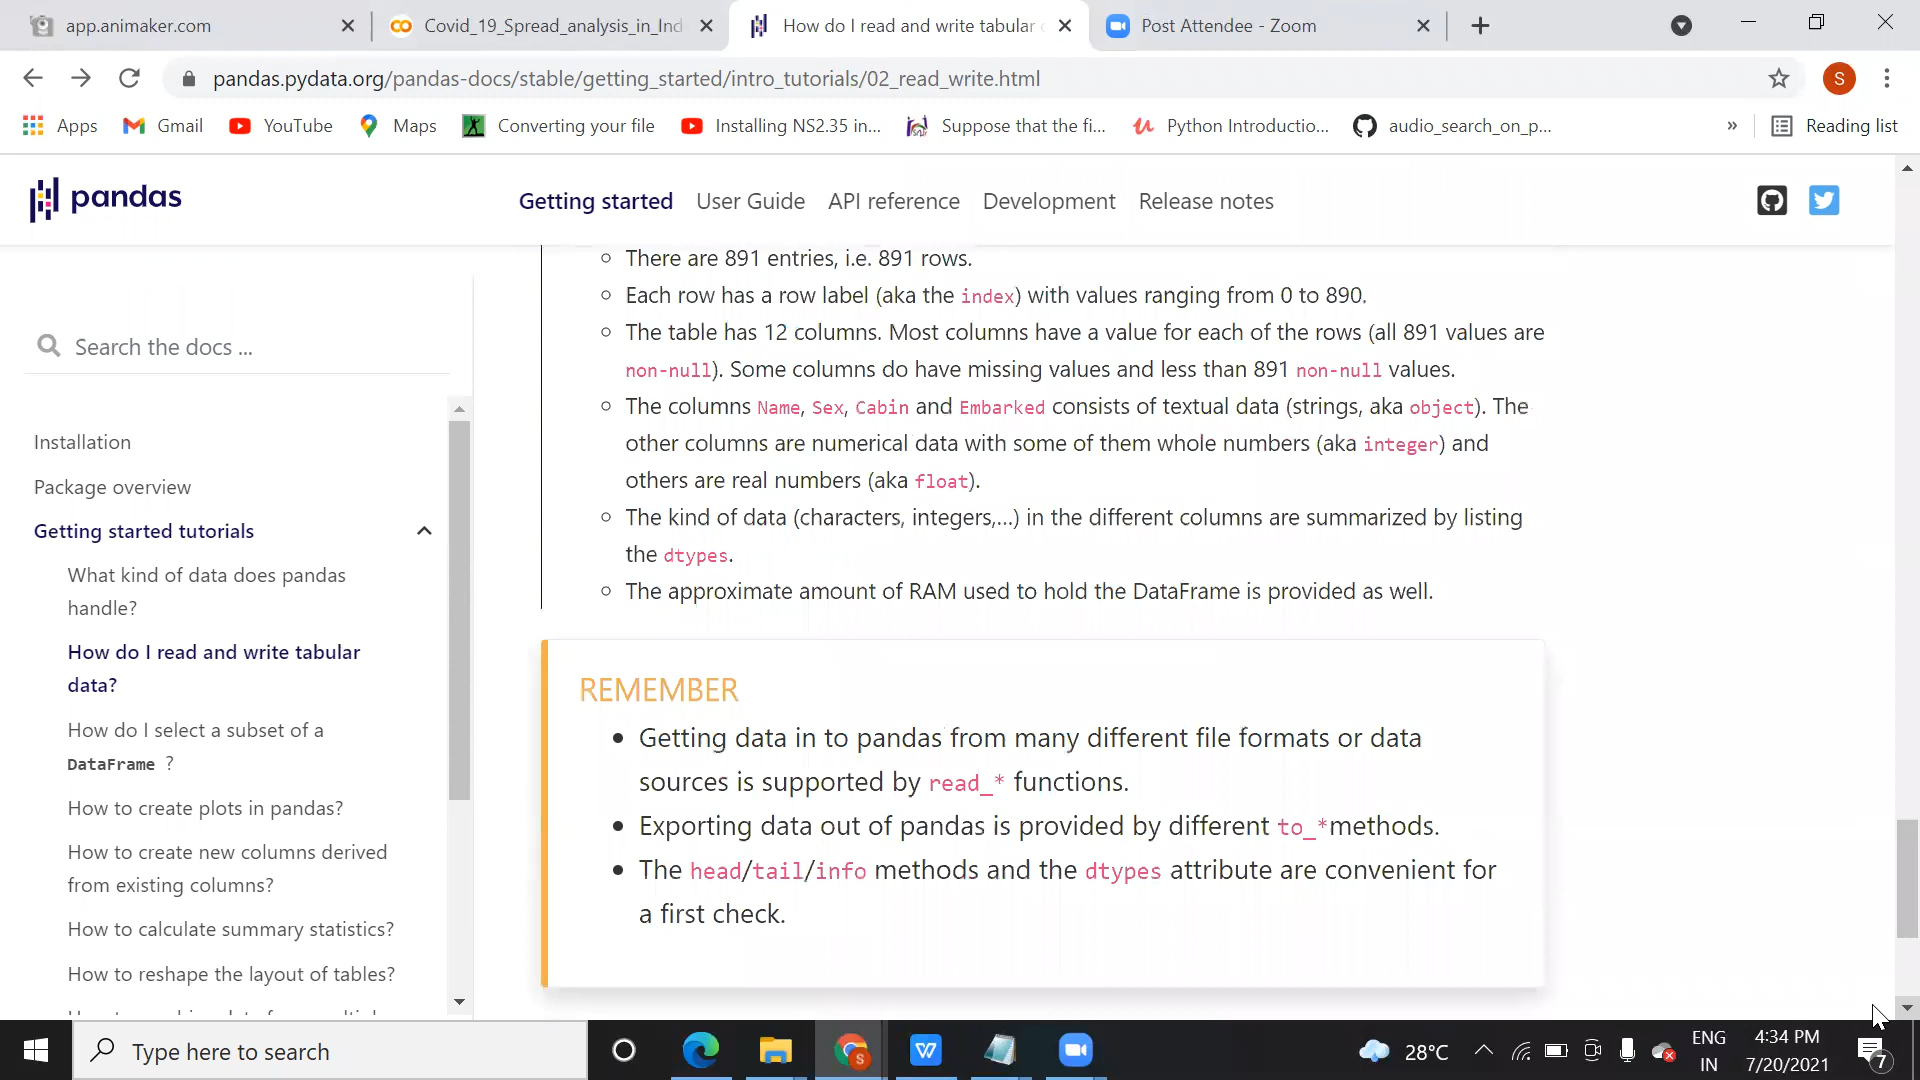 app.animaker.com
Covid_19_Spread_analysis_in_Ind
How do I read and write tabular
Post Attendee - Zoom
pandas.pydata.org/pandas-docs/stable/getting_started/intro_tutorials/02_read_write.html
S
Apps
Gmail
YouTube
Maps
Converting your file
Installing NS2.35 in...
Suppose that the fi...
Python Introductio...
audio_search_on_p...
»
Reading list
pandas
Getting started
User Guide
API reference
Development
Release notes
Search the docs ...
Installation
Package overview
Getting started tutorials
What kind of data does pandas
handle?
How do I read and write tabular
data?
How do I select a subset of a
DataFrame ?
How to create plots in pandas?
How to create new columns derived
from existing columns?
How to calculate summary statistics?
How to reshape the layout of tables?
There are 891 entries, i.e. 891 rows.
Each row has a row label (aka the index) with values ranging from 0 to 890.
The table has 12 columns. Most columns have a value for each of the rows (all 891 values are
non-null). Some columns do have missing values and less than 891 non-null values.
The columns Name, Sex, Cabin and Embarked consists of textual data (strings, aka object). The
other columns are numerical data with some of them whole numbers (aka integer) and
others are real numbers (aka float).
The kind of data (characters, integers,...) in the different columns are summarized by listing
the dtypes.
The approximate amount of RAM used to hold the DataFrame is provided as well.
REMEMBER
Getting data in to pandas from many different file formats or data
sources is supported by read_* functions.
Exporting data out of pandas is provided by different to_*methods.
The head/tail/info methods and the dtypes attribute are convenient for
a first check.
Type here to search
S
W
28°C
ENG
IN
4:34 PM
7/20/2021
7